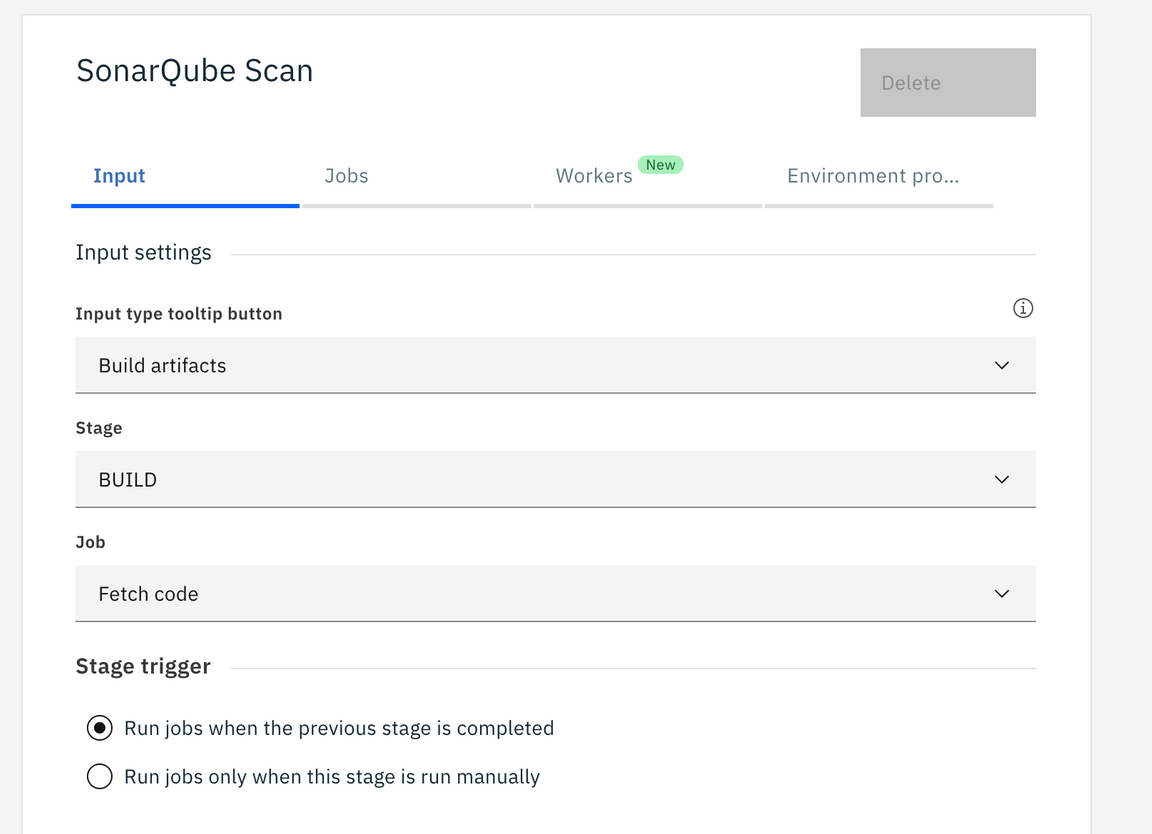 SonarQube Scan
Delete
Input
Jobs
Workers
New
Environment pro...
Input settings
Input type tooltip button
Build artifacts
Stage
BUILD
Job
Fetch code
Stage trigger
Run jobs when the previous stage is completed
Run jobs only when this stage is run manually